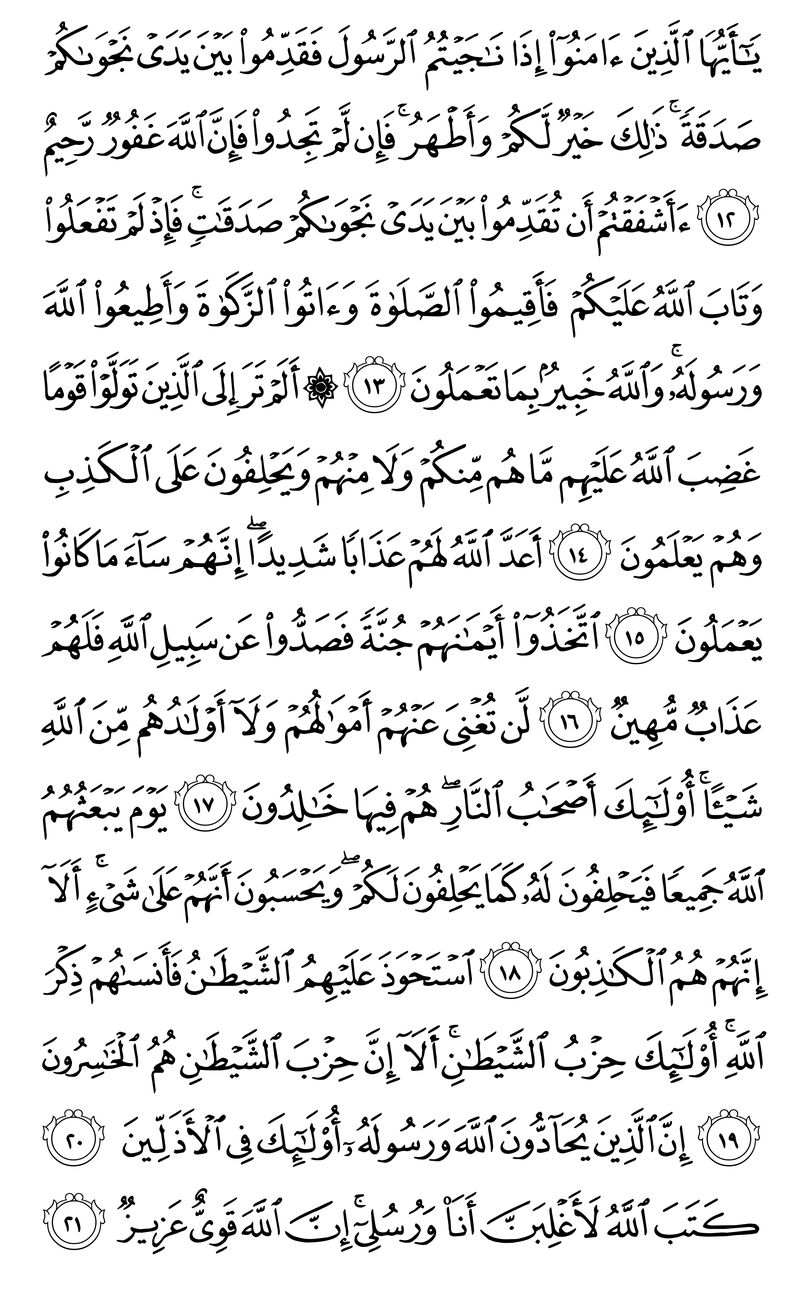 يَـٰٓأَيُّهَا ٱلَّذِينَ ءَامَنُوٓا۟ إِذَا نَـٰجَيْتُمُ ٱلرَّسُولَ فَقَدِّمُوا۟ بَيْنَ يَدَىْ نَجْوَىٰكُمْ
صَدَقَةً ۚ ذَٰلِكَ خَيْرٌ لَّكُمْ وَأَطْهَرُ ۚ فَإِن لَّمْ تَجِدُوا۟ فَإِنَّ ٱللَّهَ غَفُورٌ رَّحِيمٌ
١٢ ءَأَشْفَقْتُمْ أَن تُقَدِّمُوا۟ بَيْنَ يَدَىْ نَجْوَىٰكُمْ صَدَقَـٰتٍ ۚ فَإِذْ لَمْ تَفْعَلُوا۟
وَتَابَ ٱللَّهُ عَلَيْكُمْ فَأَقِيمُوا۟ ٱلصَّلَوٰةَ وَءَاتُوا۟ ٱلزَّكَوٰةَ وَأَطِيعُوا۟ ٱللَّهَ
وَرَسُولَهُۥ ۚ وَٱللَّهُ خَبِيرٌۢ بِمَا تَعْمَلُونَ ١٣ ۞ أَلَمْ تَرَ إِلَى ٱلَّذِينَ تَوَلَّوْا۟ قَوْمًا
غَضِبَ ٱللَّهُ عَلَيْهِم مَّا هُم مِّنكُمْ وَلَا مِنْهُمْ وَيَحْلِفُونَ عَلَى ٱلْكَذِبِ
وَهُمْ يَعْلَمُونَ ١٤ أَعَدَّ ٱللَّهُ لَهُمْ عَذَابًا شَدِيدًا ۖ إِنَّهُمْ سَآءَ مَا كَانُوا۟
يَعْمَلُونَ ١٥ ٱتَّخَذُوٓا۟ أَيْمَـٰنَهُمْ جُنَّةً فَصَدُّوا۟ عَن سَبِيلِ ٱللَّهِ فَلَهُمْ
عَذَابٌ مُّهِينٌ ١٦ لَّن تُغْنِىَ عَنْهُمْ أَمْوَٰلُهُمْ وَلَآ أَوْلَـٰدُهُم مِّنَ ٱللَّهِ
شَيْـًٔا ۚ أُو۟لَـٰٓئِكَ أَصْحَـٰبُ ٱلنَّارِ ۖ هُمْ فِيهَا خَـٰلِدُونَ ١٧ يَوْمَ يَبْعَثُهُمُ
ٱللَّهُ جَمِيعًا فَيَحْلِفُونَ لَهُۥ كَمَا يَحْلِفُونَ لَكُمْ ۖ وَيَحْسَبُونَ أَنَّهُمْ عَلَىٰ شَىْءٍ ۚ أَلَآ
إِنَّهُمْ هُمُ ٱلْكَـٰذِبُونَ ١٨ ٱسْتَحْوَذَ عَلَيْهِمُ ٱلشَّيْطَـٰنُ فَأَنسَىٰهُمْ ذِكْرَ
ٱللَّهِ ۚ أُو۟لَـٰٓئِكَ حِزْبُ ٱلشَّيْطَـٰنِ ۚ أَلَآ إِنَّ حِزْبَ ٱلشَّيْطَـٰنِ هُمُ ٱلْخَـٰسِرُونَ
١٩ إِنَّ ٱلَّذِينَ يُحَآدُّونَ ٱللَّهَ وَرَسُولَهُۥٓ أُو۟لَـٰٓئِكَ فِى ٱلْأَذَلِّينَ ٢٠
كَتَبَ ٱللَّهُ لَأَغْلِبَنَّ أَنَا۠ وَرُسُلِىٓ ۚ إِنَّ ٱللَّهَ قَوِىٌّ عَزِيزٌ ٢١